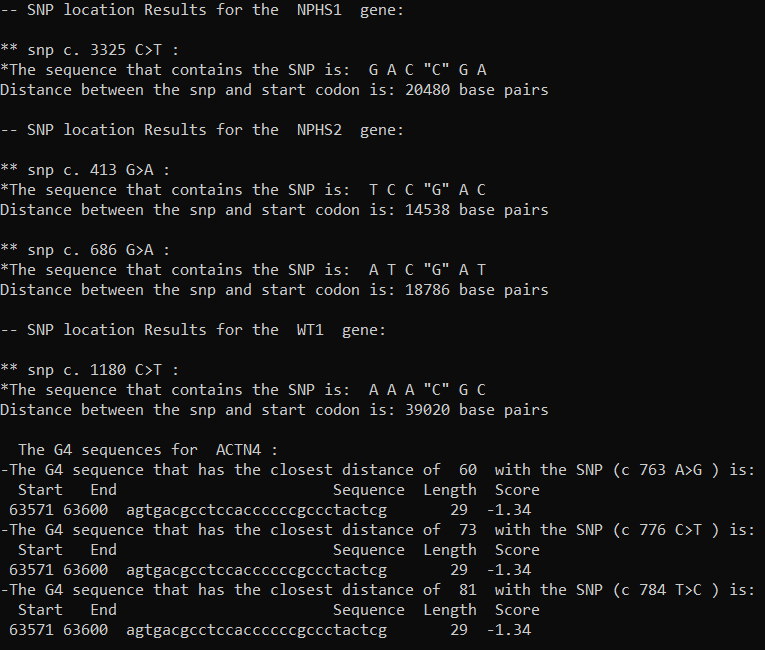 -- SNP location Results for the  NPHS1  gene:
** snp c. 3325 C>T :
*The sequence that contains the SNP is:  G A C "C" G A
Distance between the snp and start codon is: 20480 base pairs
-- SNP location Results for the  NPHS2  gene:
** snp c. 413 G>A :
*The sequence that contains the SNP is:  T C C "G" A C
Distance between the snp and start codon is: 14538 base pairs
** snp c. 686 G>A :
*The sequence that contains the SNP is:  A T C "G" A T
Distance between the snp and start codon is: 18786 base pairs
-- SNP location Results for the  WT1  gene:
** snp c. 1180 C>T :
*The sequence that contains the SNP is:  A A A "C" G C
Distance between the snp and start codon is: 39020 base pairs
The G4 sequences for  ACTN4 :
-The G4 sequence that has the closest distance of  60  with the SNP (c 763 A>G ) is:
Start   End                        Sequence  Length  Score
63571 63600  agtgacgcctccaccccccgccctactcg       29  -1.34
-The G4 sequence that has the closest distance of  73  with the SNP (c 776 C>T ) is:
Start   End                        Sequence  Length  Score
63571 63600  agtgacgcctccaccccccgccctactcg       29  -1.34
-The G4 sequence that has the closest distance of  81  with the SNP (c 784 T>C ) is:
Start   End                        Sequence  Length  Score
63571 63600  agtgacgcctccaccccccgccctactcg       29  -1.34